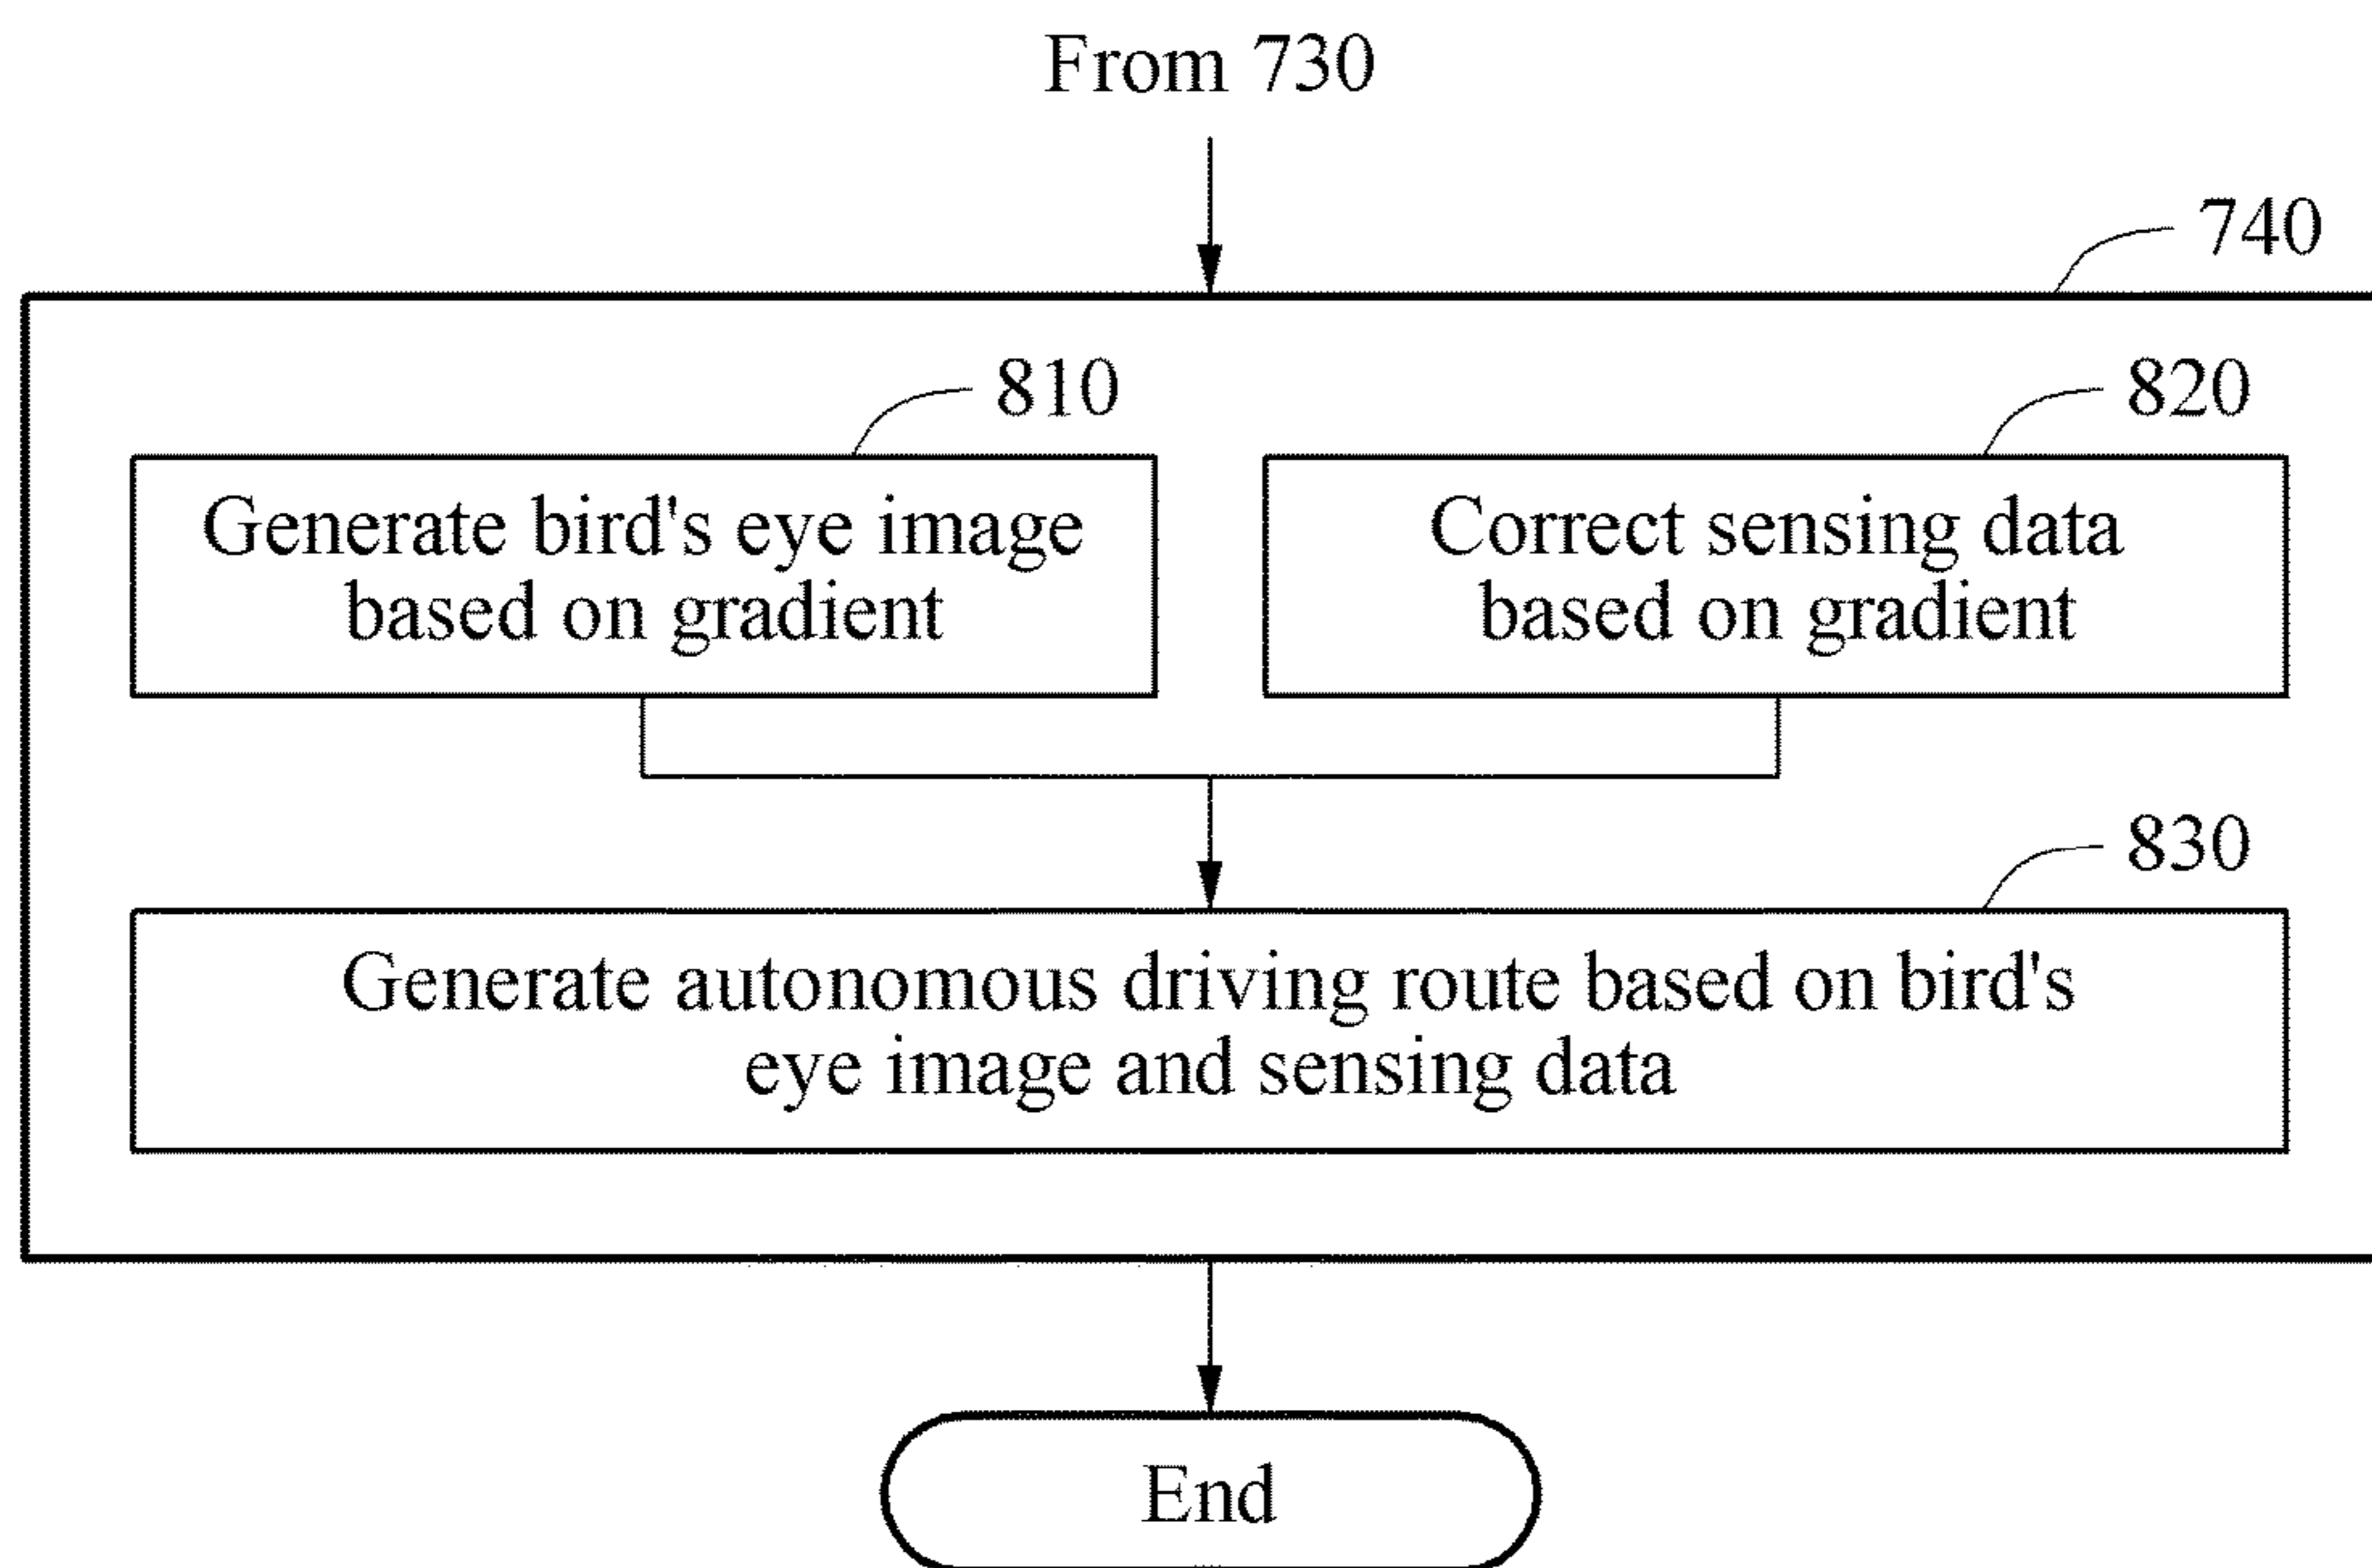 From 730
740
810
820
Generate bird's eye image
based on gradient
Correct sensing data
based on gradient
830
Generate autonomous driving route based on bird's
eye image and sensing data
End